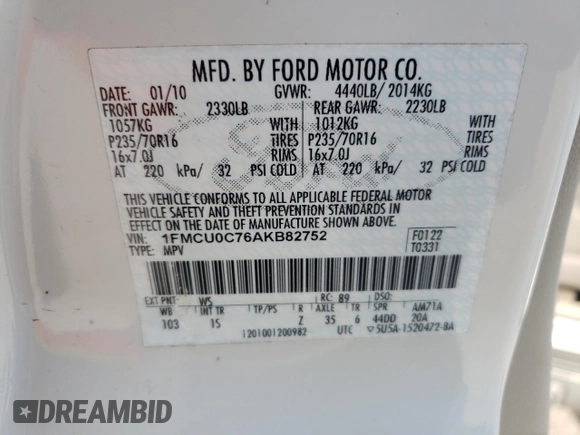 MFD. BY FORD MOTOR CO.
DATE: 01/10 GVWR: 4440LB/ 2014KG
FRONT GAWR: 2330LB REAR GAWR: 2230LB
1057KG 1012KG WITH
P235/70R16 TIRES P235/70R16 TIRES
16x7.0J RIMS 16x7.0J RIMS
AT 220 kPa/ 32 PSI COLD AT 220 kPa/ 32 PSI COLD
THIS VEHICLE CONFORMS TO ALL APPLICABLE FEDERAL MOTOR
VEHICLE SAFETY AND THEFT PREVENTION STANDARDS IN
EFFECT ON THE DATE OF MANUFACTURE SHOWN ABOVE.
VIN: 1FMCU0C76AKB82752 F0122
TYPE: MPV T0331
EXT PNT: WS RC: 89 DSO:
WB INT TR TP/PS R AXLE TR SPR AM71A
103 1S Z 35 6 44DD 20A
1201001200982 UTC 5U5A-1520472-BA
Ford
DREAMBID